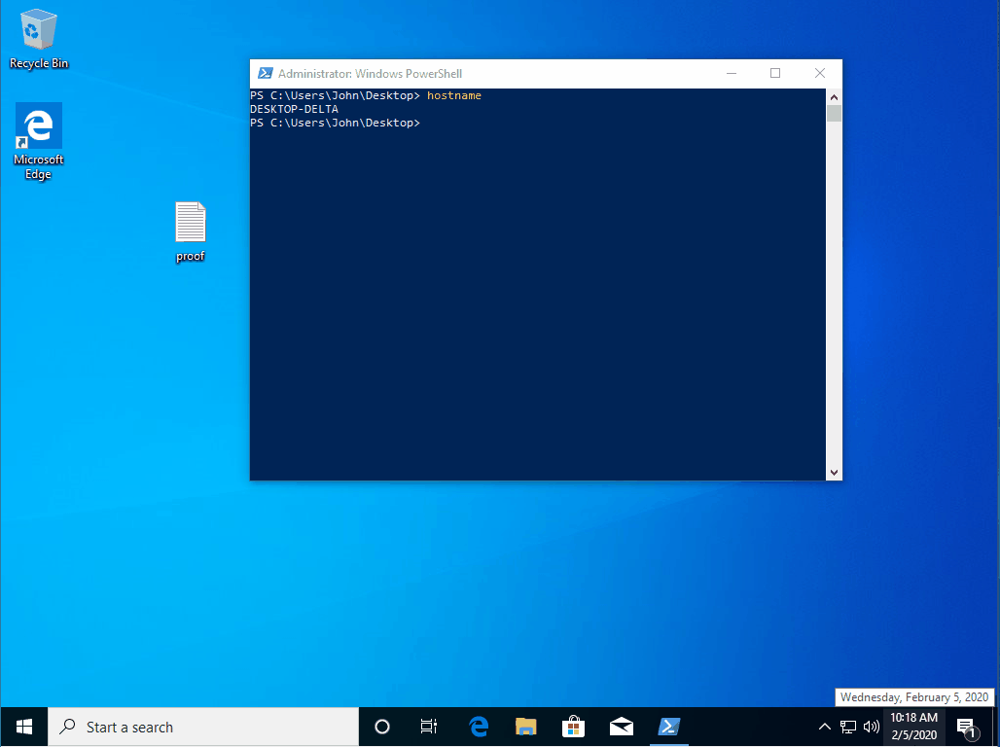 Recycle Bin
Microsoft
Edge
proof
Administrator: Windows PowerShell
PS C:\Users\John\Desktop> hostname
DESKTOP-DELTA
PS C:\Users\John\Desktop>
Wednesday, February 5, 2020
Start a search
10:18 AM
2/5/2020
1